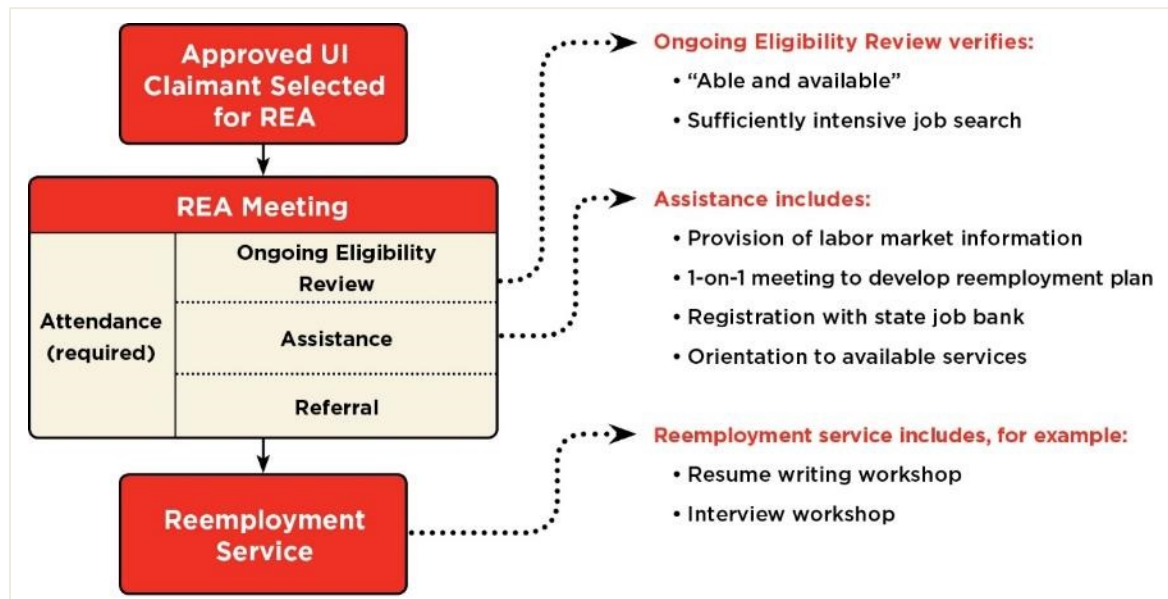 Approved UI
Claimant Selected
for REA
REA Meeting
Attendance
(required)
Ongoing Eligibility
Review
Assistance
Referral
Reemployment
Service
Ongoing Eligibility Review verifies:
• “Able and available”
• Sufficiently intensive job search
Assistance includes:
• Provision of labor market information
• 1-on-1 meeting to develop reemployment plan
• Registration with state job bank
• Orientation to available services
Reemployment service includes, for example:
• Resume writing workshop
• Interview workshop